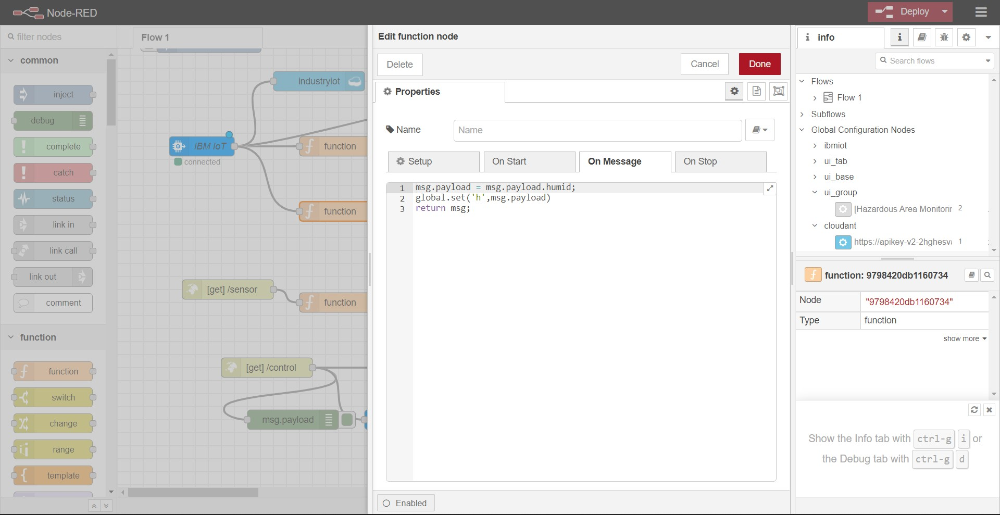 Node-RED
Deploy
filter nodes
Flow 1
common
inject
debug
complete
catch
status
link in
link call
link out
comment
function
function
switch
change
range
template
industryiot
IBM IoT
connected
function
function
[get] /sensor
function
[get] /control
msg.payload
Edit function node
Delete
Cancel
Done
Properties
Name
Name
Setup
On Start
On Message
On Stop
1 msg.payload = msg.payload.humid;
2 global.set('h',msg.payload)
3 return msg;
Enabled
i info
i
Search flows
Flows
Flow 1
Subflows
Global Configuration Nodes
ibmiot
ui_tab
ui_base
ui_group
[Hazardous Area Monitorir 2
cloudant
https://apikey-v2-2hghesva 1
function: 9798420db1160734
Node "9798420db1160734"
Type function
show more
Show the Info tab with ctrl-g i or
the Debug tab with ctrl-g d